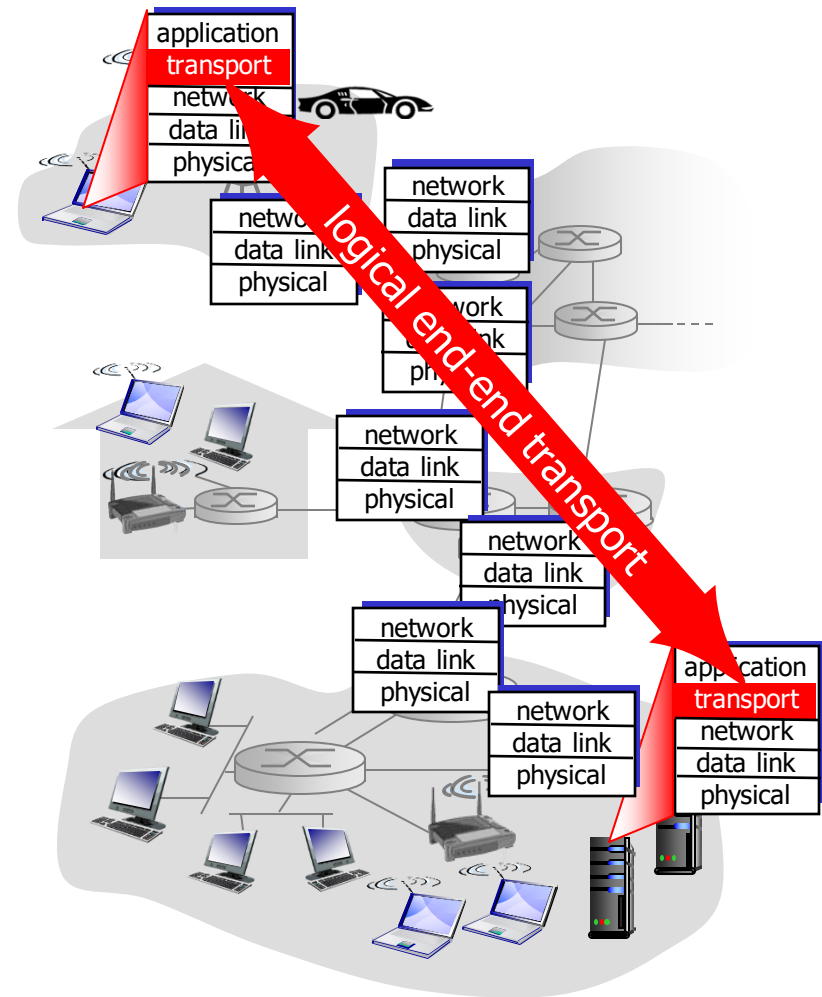 application
transport
network
data link
physical
network
data link
physical
network
data link
physical
logical end-end transport
network
data link
physical
network
data link
physical
network
data link
physical
application
transport
network
data link
physical
network
data link
physical